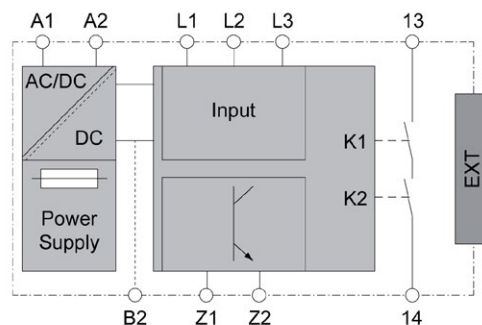 A1 A2 L1 L2 L3 13
AC/DC
DC
Input
K1
K2
EXT
Power
Supply
B2 Z1 Z2 14